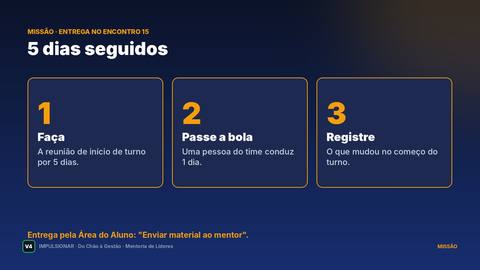 MISSÃO · ENTREGA NO ENCONTRO 15
5 dias seguidos
1
Faça
A reunião de início de turno
por 5 dias.
2
Passe a bola
Uma pessoa do time conduz
1 dia.
3
Registre
O que mudou no começo do
turno.
Entrega pela Área do Aluno: "Enviar material ao mentor".
V4 IMPULSIONAR · Do Chão à Gestão · Mentoria de Líderes
MISSÃO